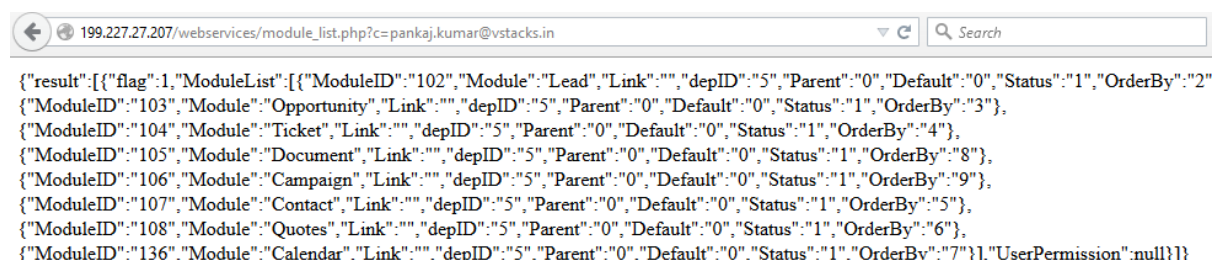 199.227.27.207/webservices/module_list.php?c=pankaj.kumar@vstacks.in
Search
{"result":[{"flag":1,"ModuleList":[{"ModuleID":"102","Module":"Lead","Link":"","depID":"5","Parent":"0","Default":"0","Status":"1","OrderBy":"2"
{"ModuleID":"103","Module":"Opportunity","Link":"","depID":"5","Parent":"0","Default":"0","Status":"1","OrderBy":"3"},
{"ModuleID":"104","Module":"Ticket","Link":"","depID":"5","Parent":"0","Default":"0","Status":"1","OrderBy":"4"},
{"ModuleID":"105","Module":"Document","Link":"","depID":"5","Parent":"0","Default":"0","Status":"1","OrderBy":"8"},
{"ModuleID":"106","Module":"Campaign","Link":"","depID":"5","Parent":"0","Default":"0","Status":"1","OrderBy":"9"},
{"ModuleID":"107","Module":"Contact","Link":"","depID":"5","Parent":"0","Default":"0","Status":"1","OrderBy":"5"},
{"ModuleID":"108","Module":"Quotes","Link":"","depID":"5","Parent":"0","Default":"0","Status":"1","OrderBy":"6"},
{"ModuleID":"136","Module":"Calendar","Link":"","depID":"5","Parent":"0","Default":"0","Status":"1","OrderBy":"7"}],"UserPermission":null}]}